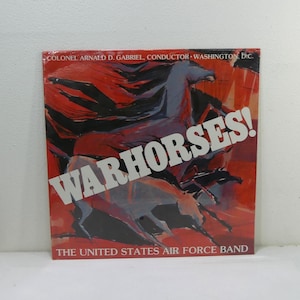 COLONEL ARNALD D. GABRIEL, CONDUCTOR • WASHINGTON, D.C.
WARHORSES!
THE UNITED STATES AIR FORCE BAND